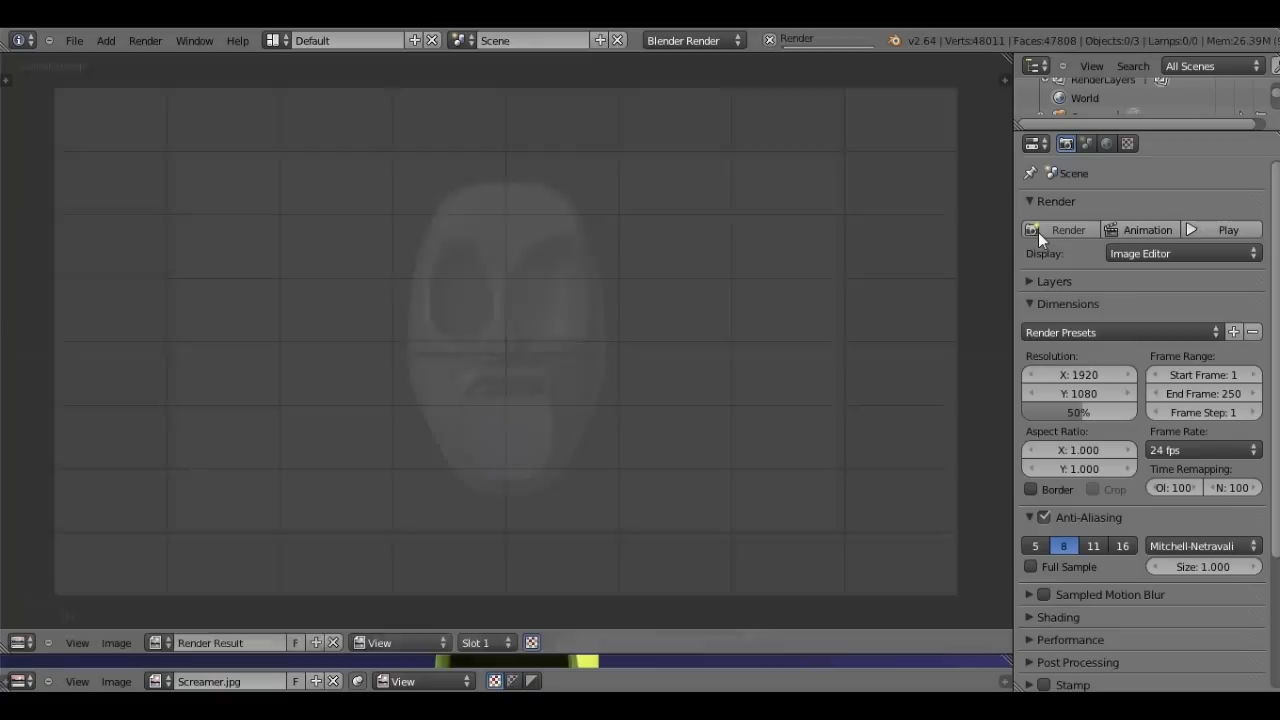 File Add Render Window Help Default Scene Blender Render Render v2.64 | Verts:48011 | Faces:47808 | Objects:0/3 | Lamps:0/0 | Mem:26.39M
View Search All Scenes
RenderLayers
World
Scene
Render
Render Animation Play
Display: Image Editor
Layers
Dimensions
Render Presets
Resolution: Frame Range:
X: 1920 Start Frame: 1
Y: 1080 End Frame: 250
50% Frame Step: 1
Aspect Ratio: Frame Rate:
X: 1.000 24 fps
Y: 1.000 Time Remapping:
Border Crop Ol: 100 N: 100
Anti-Aliasing
5 8 11 16 Mitchell-Netravali
Full Sample Size: 1.000
Sampled Motion Blur
Shading
Performance
Post Processing
Stamp
View Image Render Result F View Slot 1
View Image Screamer.jpg F View